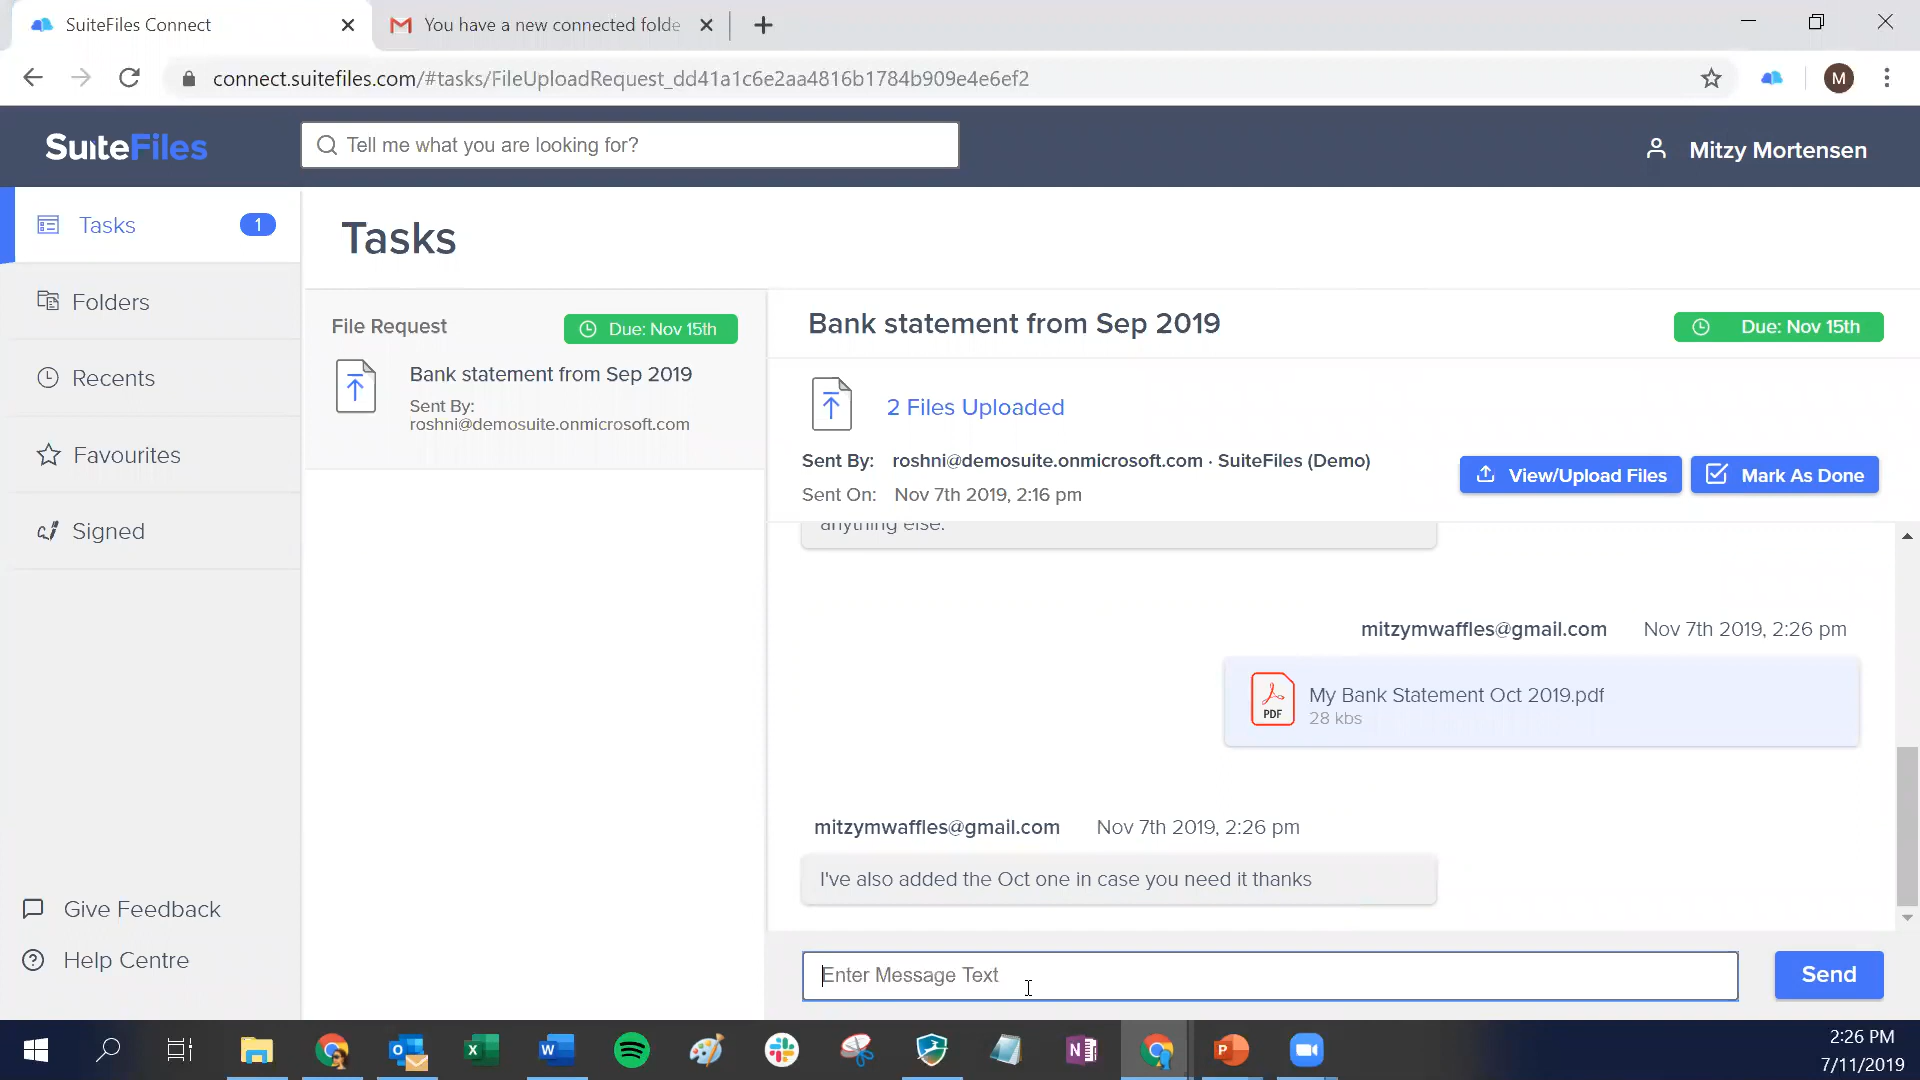 SuiteFiles Connect
You have a new connected folde
connect.suitefiles.com/#tasks/FileUploadRequest_dd41a1c6e2aa4816b1784b909e4e6ef2
M
SuiteFiles
Tell me what you are looking for?
Mitzy Mortensen
Tasks
1
Folders
Recents
Favourites
Signed
Give Feedback
Help Centre
Tasks
File Request
Due: Nov 15th
Bank statement from Sep 2019
Sent By:
roshni@demosuite.onmicrosoft.com
Bank statement from Sep 2019
Due: Nov 15th
2 Files Uploaded
Sent By: roshni@demosuite.onmicrosoft.com · SuiteFiles (Demo)
Sent On: Nov 7th 2019, 2:16 pm
View/Upload Files
Mark As Done
anything else.
mitzymwaffles@gmail.com Nov 7th 2019, 2:26 pm
PDF
My Bank Statement Oct 2019.pdf
28 kbs
mitzymwaffles@gmail.com Nov 7th 2019, 2:26 pm
I've also added the Oct one in case you need it thanks
Enter Message Text
Send
2:26 PM
7/11/2019